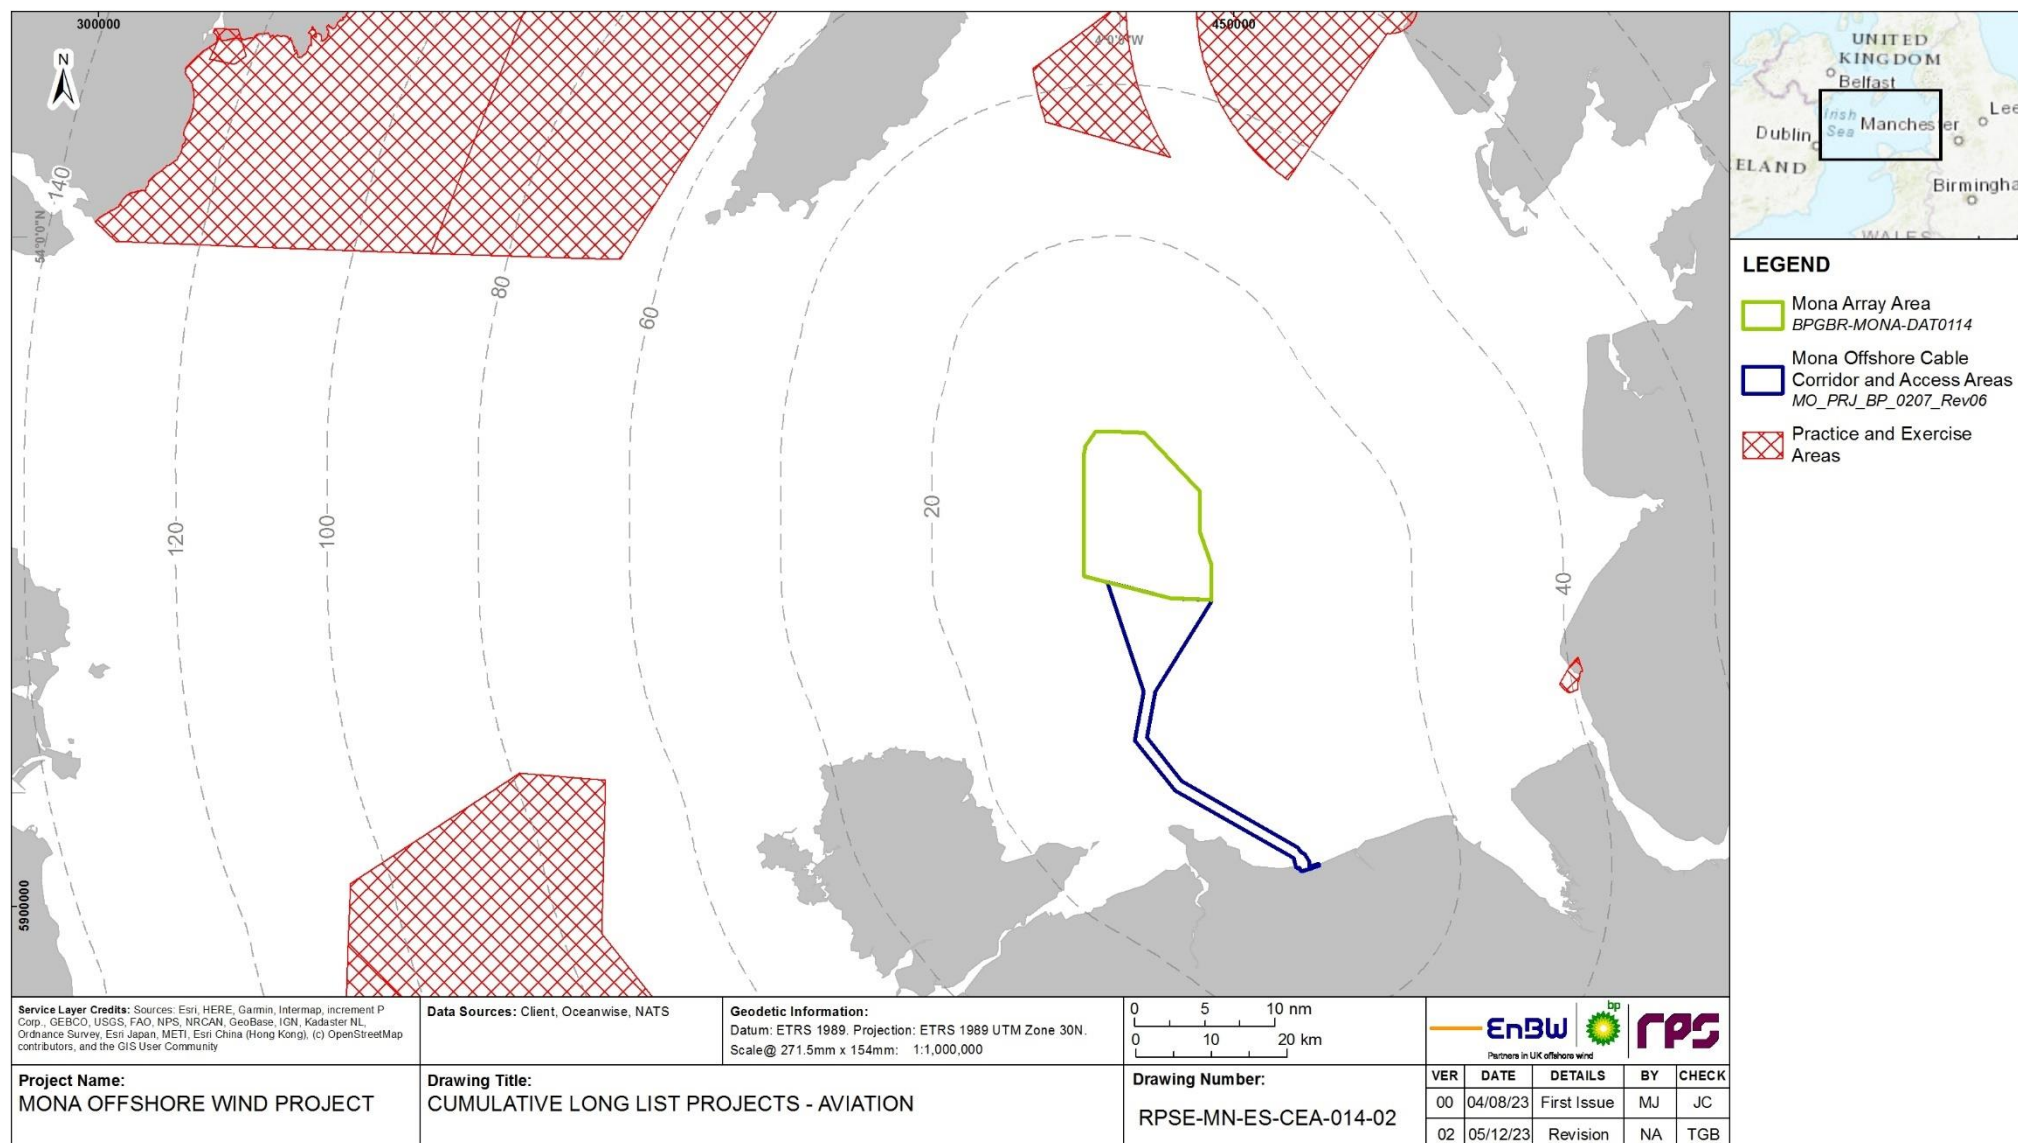 300000
450000
4°0'0"W
N
140
54°0'0"N
80
60
20
120
100
40
5900000
UNITED
KINGDOM
Belfast
Irish
Sea
Manchester
Lee
Dublin
ELAND
Birmingha
WALES
LEGEND
Mona Array Area
BPGBR-MONA-DAT0114
Mona Offshore Cable
Corridor and Access Areas
MO_PRJ_BP_0207_Rev06
Practice and Exercise
Areas
Service Layer Credits: Sources: Esri, HERE, Garmin, Intermap, increment P
Corp., GEBCO, USGS, FAO, NPS, NRCAN, GeoBase, IGN, Kadaster NL,
Ordnance Survey, Esri Japan, METI, Esri China (Hong Kong), (c) OpenStreetMap
contributors, and the GIS User Community
Data Sources: Client, Oceanwise, NATS
Geodetic Information:
Datum: ETRS 1989. Projection: ETRS 1989 UTM Zone 30N.
Scale@ 271.5mm x 154mm: 1:1,000,000
0 5 10 nm
0 10 20 km
EnBW
bp
rps
Partners in UK offshore wind
Project Name:
MONA OFFSHORE WIND PROJECT
Drawing Title:
CUMULATIVE LONG LIST PROJECTS - AVIATION
Drawing Number:
RPSE-MN-ES-CEA-014-02
VER DATE DETAILS BY CHECK
00 04/08/23 First Issue MJ JC
02 05/12/23 Revision NA TGB